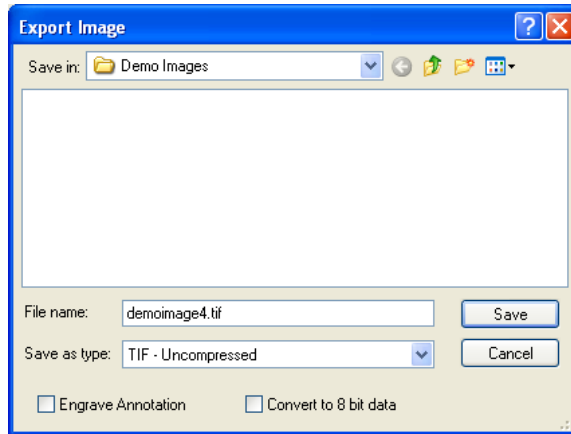 Export Image
Save in: Demo Images
File name: demoimage4.tif Save
Save as type: TIF - Uncompressed Cancel
Engrave Annotation Convert to 8 bit data